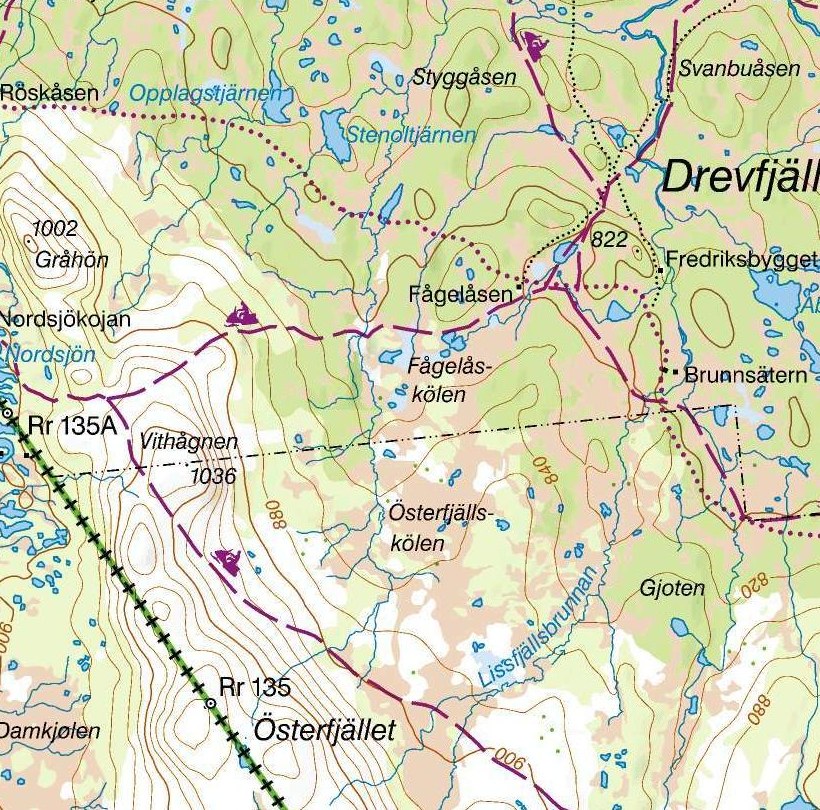 Styggåsen
Svanbuåsen
Röskåsen
Opplagstjärnen
Stenoltjärnen
Drevfjäll
822
1002
Gråhön
Fredriksbygget
Fågelåsen
Nordsjökojan
Nordsjön
Fågelås-
kölen
Brunnsätern
Rr 135A
Vithågnen
1036
840
880
Österfjälls-
kölen
Gjoten
820
900
Lissfjällsbrunnan
Rr 135
880
Damkjølen
Österfjället
900